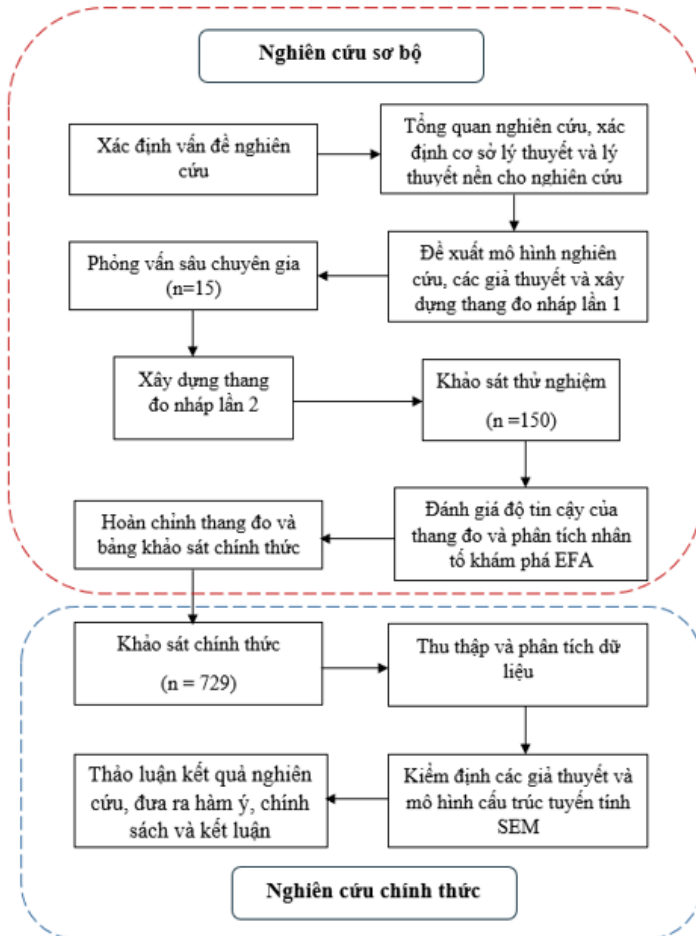 Nghiên cứu sơ bộ
Xác định vấn đề nghiên
cứu
Tổng quan nghiên cứu, xác
định cơ sở lý thuyết và lý
thuyết nền cho nghiên cứu
Đề xuất mô hình nghiên
cứu, các giả thuyết và xây
dựng thang đo nháp lần 1
Phỏng vấn sâu chuyên gia
(n=15)
Xây dựng thang
đo nháp lần 2
Khảo sát thử nghiệm
(n =150)
Đánh giá độ tin cậy của
thang đo và phân tích nhân
tố khám phá EFA
Hoàn chỉnh thang đo và
bảng khảo sát chính thức
Khảo sát chính thức
(n = 729)
Thu thập và phân tích dữ
liệu
Kiểm định các giả thuyết và
mô hình cấu trúc tuyến tính
SEM
Thảo luận kết quả nghiên
cứu, đưa ra hàm ý, chính
sách và kết luận
Nghiên cứu chính thức